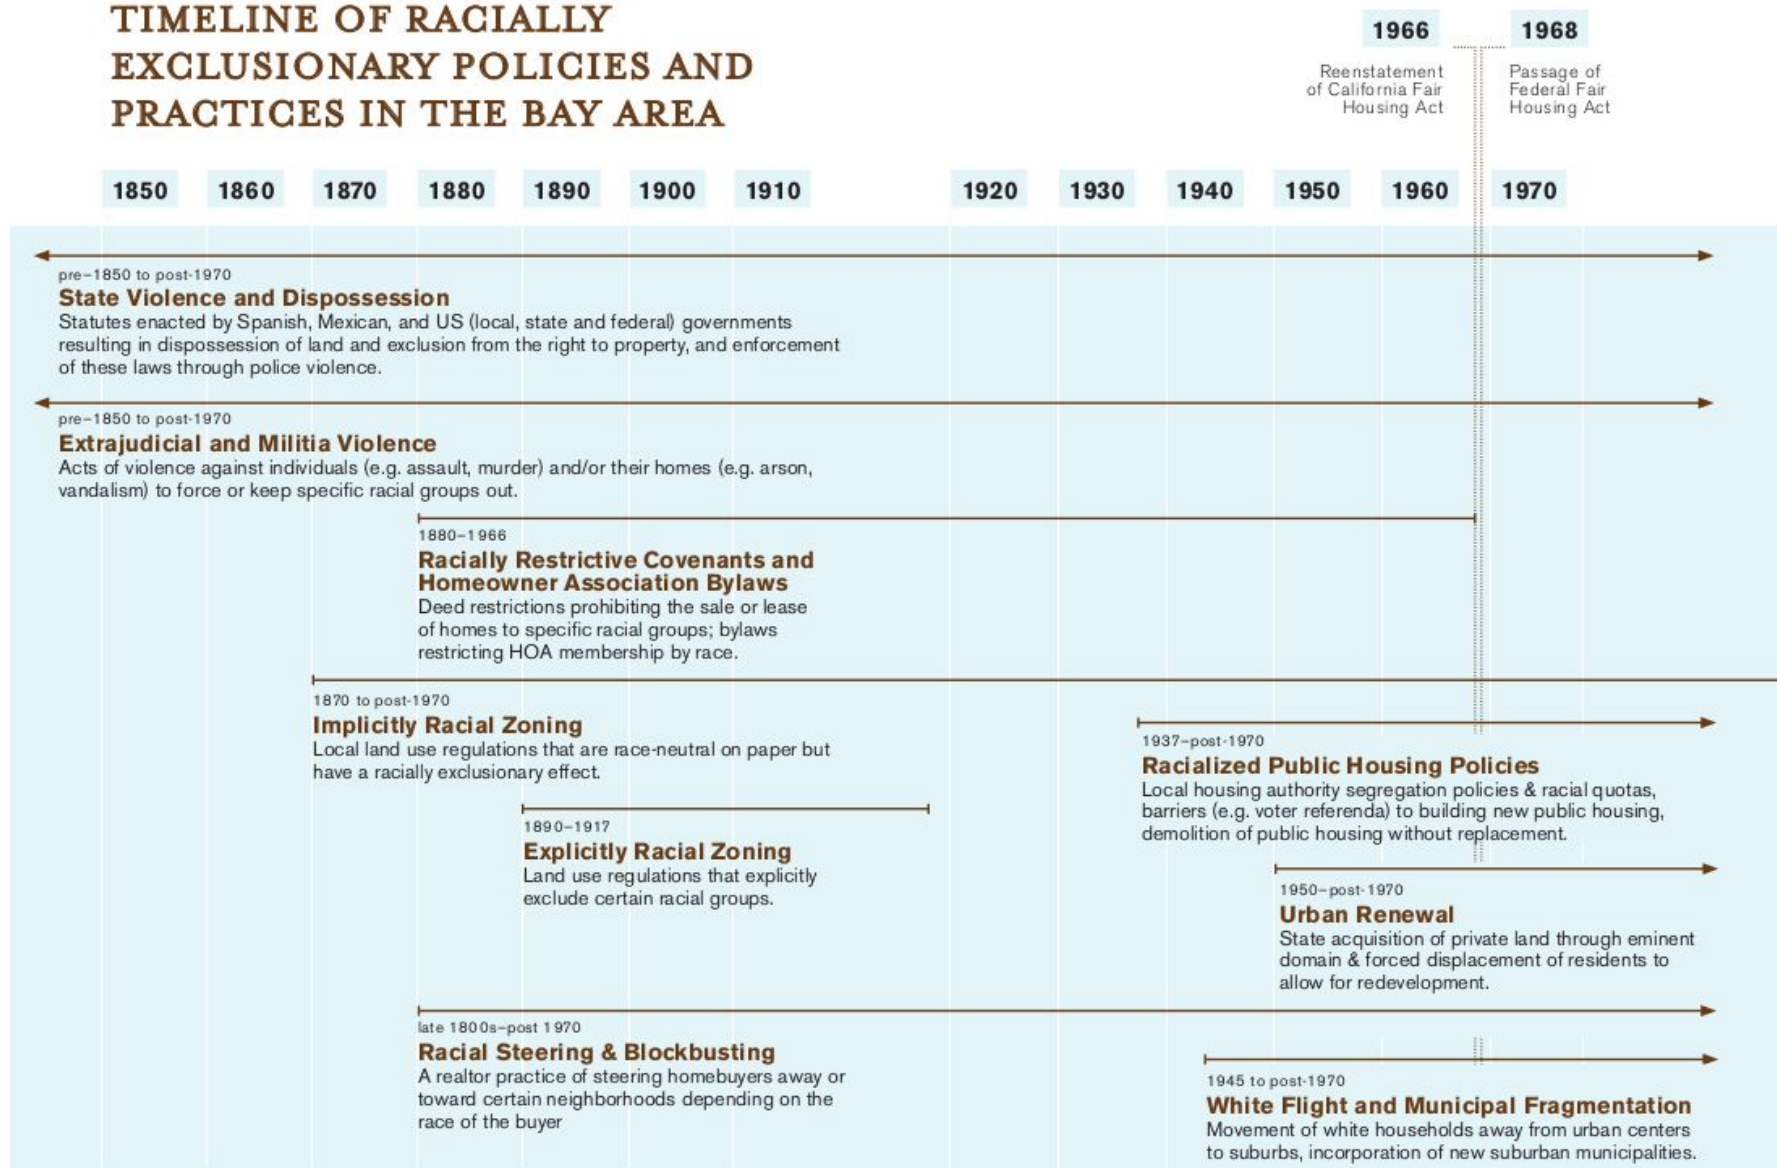 TIMELINE OF RACIALLY
EXCLUSIONARY POLICIES AND
PRACTICES IN THE BAY AREA
1966
Reenstatement
of California Fair
Housing Act
1968
Passage of
Federal Fair
Housing Act
1850 1860 1870 1880 1890 1900 1910 1920 1930 1940 1950 1960 1970
pre–1850 to post-1970
State Violence and Dispossession
Statutes enacted by Spanish, Mexican, and US (local, state and federal) governments
resulting in dispossession of land and exclusion from the right to property, and enforcement
of these laws through police violence.
pre–1850 to post-1970
Extrajudicial and Militia Violence
Acts of violence against individuals (e.g. assault, murder) and/or their homes (e.g. arson,
vandalism) to force or keep specific racial groups out.
1880–1966
Racially Restrictive Covenants and
Homeowner Association Bylaws
Deed restrictions prohibiting the sale or lease
of homes to specific racial groups; bylaws
restricting HOA membership by race.
1870 to post-1970
Implicitly Racial Zoning
Local land use regulations that are race-neutral on paper but
have a racially exclusionary effect.
1937–post-1970
Racialized Public Housing Policies
Local housing authority segregation policies & racial quotas,
barriers (e.g. voter referenda) to building new public housing,
demolition of public housing without replacement.
1890–1917
Explicitly Racial Zoning
Land use regulations that explicitly
exclude certain racial groups.
1950–post-1970
Urban Renewal
State acquisition of private land through eminent
domain & forced displacement of residents to
allow for redevelopment.
late 1800s–post 1970
Racial Steering & Blockbusting
A realtor practice of steering homebuyers away or
toward certain neighborhoods depending on the
race of the buyer
1945 to post-1970
White Flight and Municipal Fragmentation
Movement of white households away from urban centers
to suburbs, incorporation of new suburban municipalities.